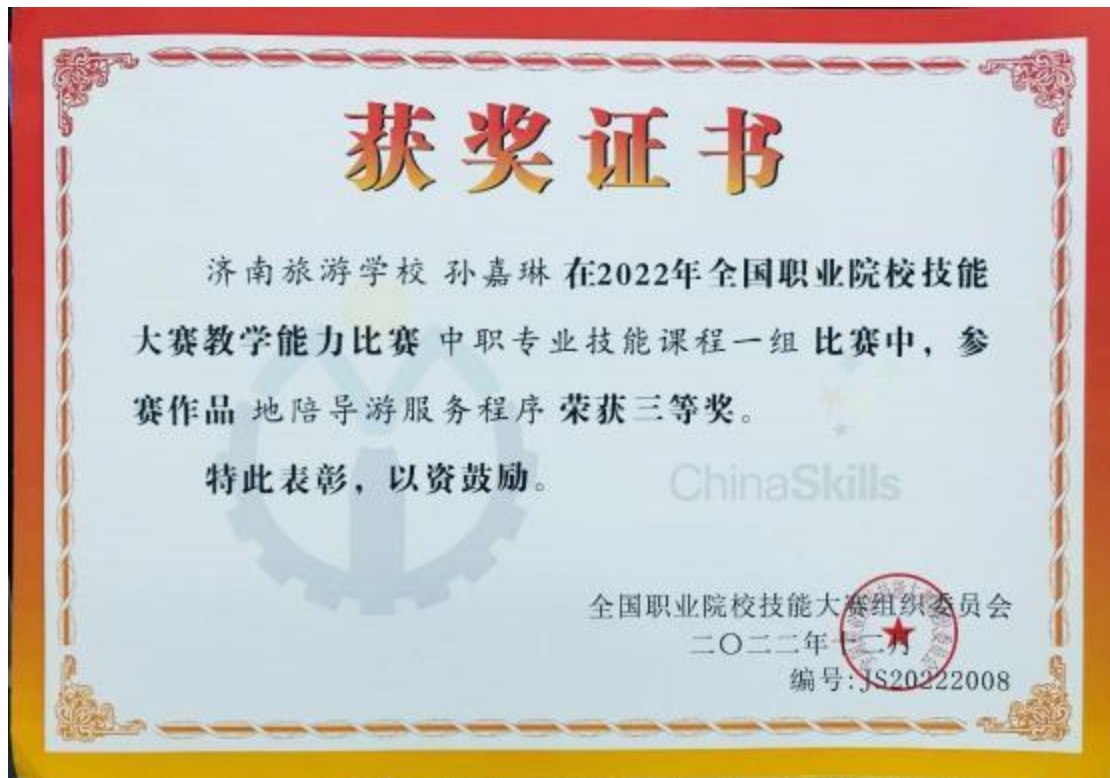 获奖证书
济南旅游学校 孙嘉琳 在2022年全国职业院校技能
大赛教学能力比赛 中职专业技能课程一组 比赛中，参
赛作品 地陪导游服务程序 荣获三等奖。
特此表彰，以资鼓励。
ChinaSkills
全国职业院校技能大赛组织委员会
二〇二二年十二月
编号:JS20222008